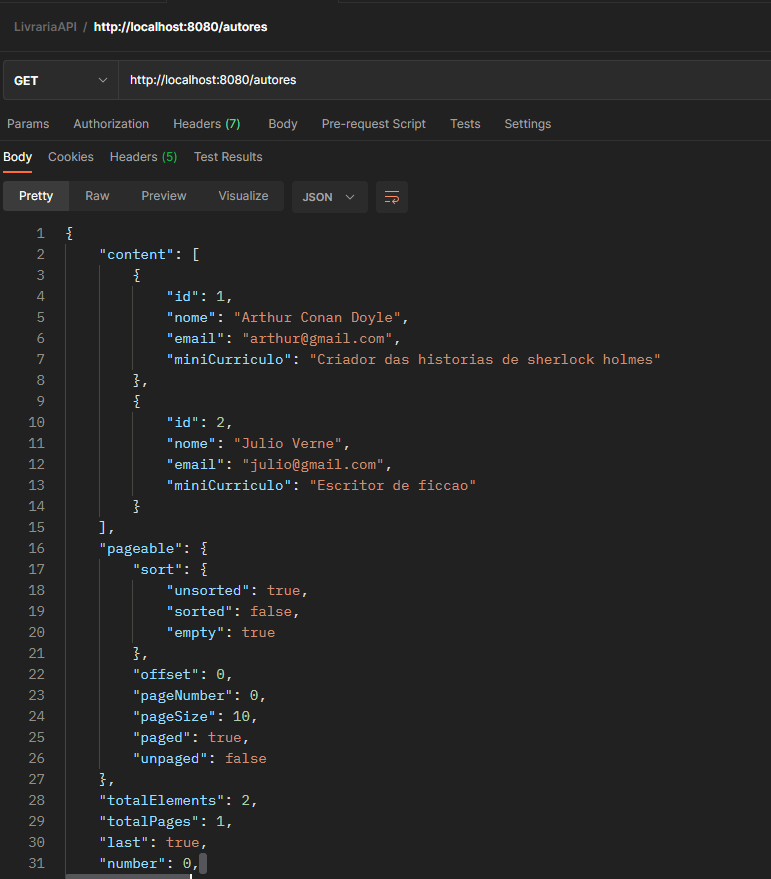 LivrariaAPI / http://localhost:8080/autores
GET http://localhost:8080/autores
Params Authorization Headers (7) Body Pre-request Script Tests Settings
Body Cookies Headers (5) Test Results
Pretty Raw Preview Visualize JSON
1 {
2 "content": [
3 {
4 "id": 1,
5 "nome": "Arthur Conan Doyle",
6 "email": "arthur@gmail.com",
7 "miniCurriculo": "Criador das historias de sherlock holmes"
8 },
9 {
10 "id": 2,
11 "nome": "Julio Verne",
12 "email": "julio@gmail.com",
13 "miniCurriculo": "Escritor de ficcao"
14 }
15 ],
16 "pageable": {
17 "sort": {
18 "unsorted": true,
19 "sorted": false,
20 "empty": true
21 },
22 "offset": 0,
23 "pageNumber": 0,
24 "pageSize": 10,
25 "paged": true,
26 "unpaged": false
27 },
28 "totalElements": 2,
29 "totalPages": 1,
30 "last": true,
31 "number": 0,